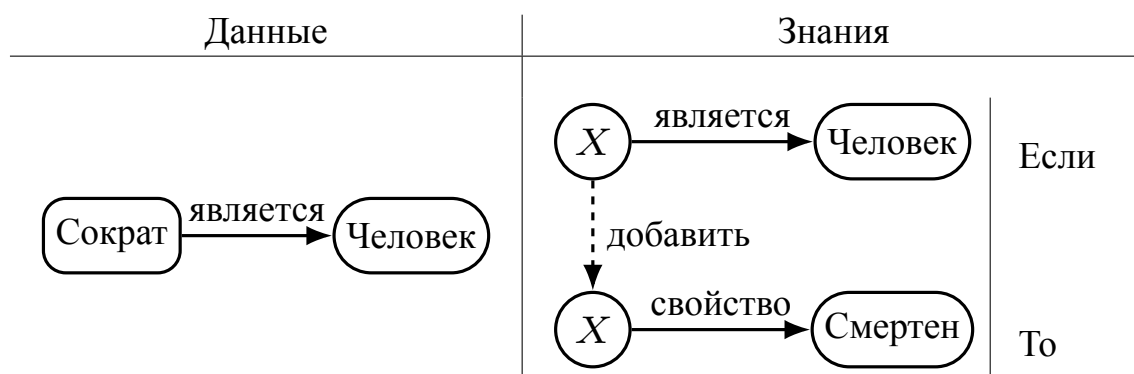 Данные
Знания
Сократ
является
Человек
X
является
Человек
Если
добавить
X
свойство
Смертен
То